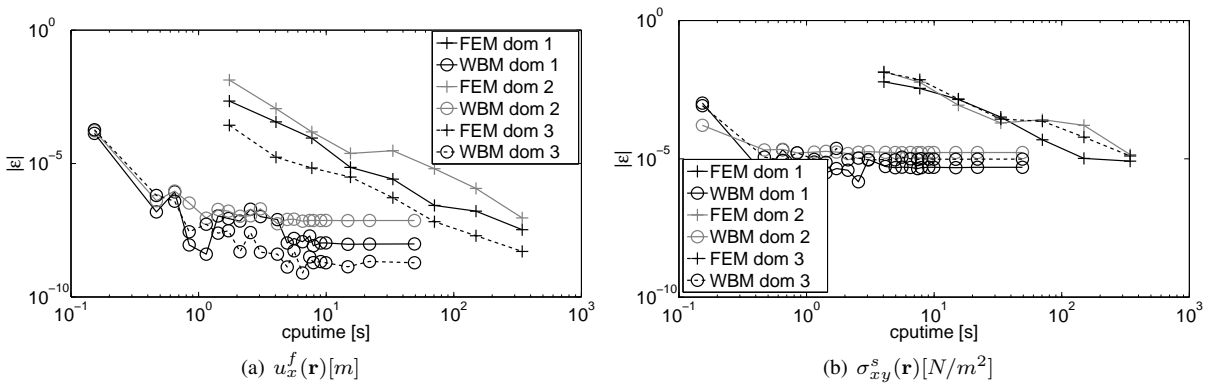 10^0
10^{-5}
10^{-10}
|ε|
FEM dom 1
WBM dom 1
FEM dom 2
WBM dom 2
FEM dom 3
WBM dom 3
10^{-1} 10^0 10^1 10^2 10^3
cputime [s]
(a) u_x^f(r)[m]
10^0
10^{-5}
10^{-10}
|ε|
FEM dom 1
WBM dom 1
FEM dom 2
WBM dom 2
FEM dom 3
WBM dom 3
10^{-1} 10^0 10^1 10^2 10^3
cputime [s]
(b) σ_{xy}^s(r)[N/m^2]